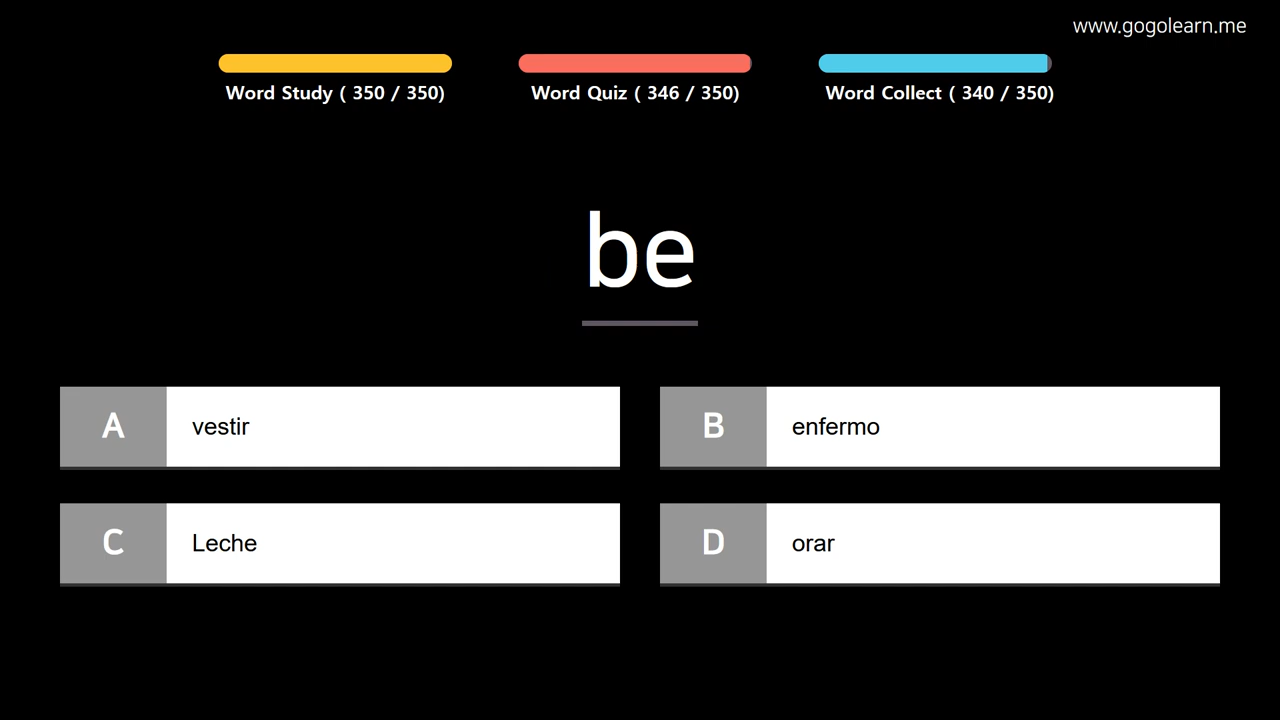 www.gogolearn.me
Word Study ( 350 / 350)
Word Quiz ( 346 / 350)
Word Collect ( 340 / 350)
be
A vestir
B enfermo
C Leche
D orar